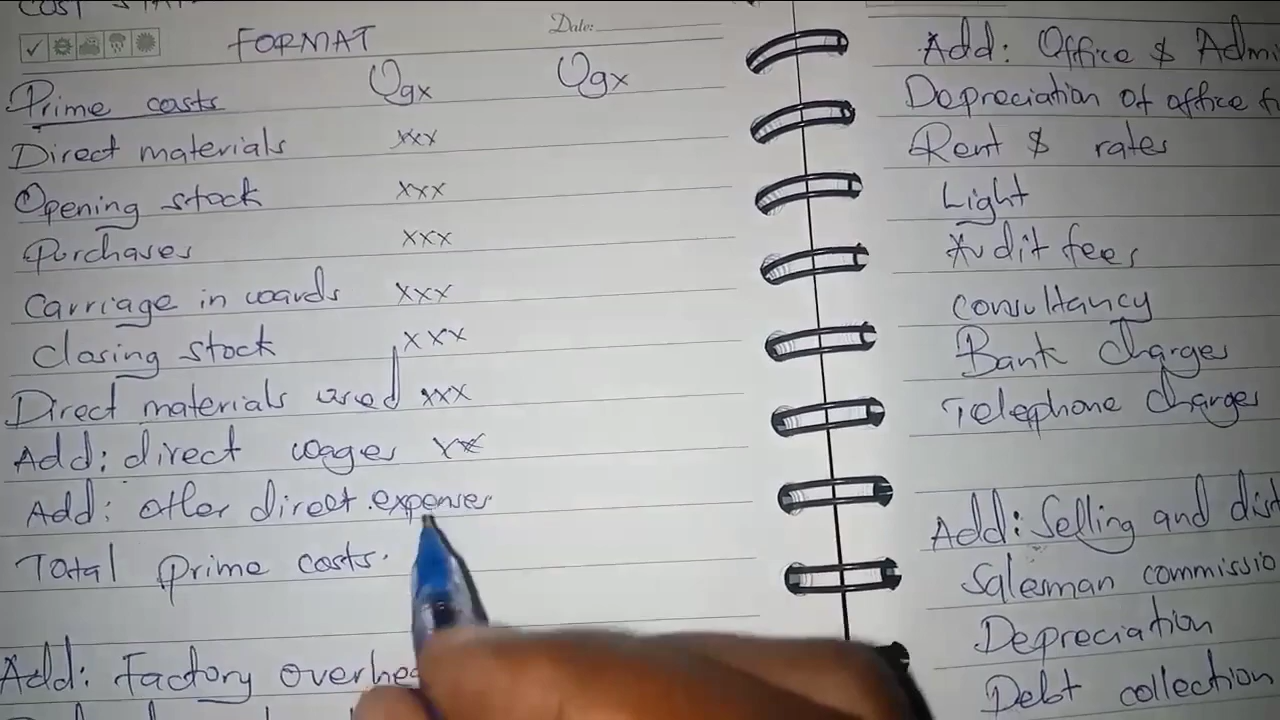 COST
Date:
FORMAT
Prime costs Ugx Ugx
Direct materials xxx
Opening stock xxx
Purchases xxx
Carriage in wards xxx
Closing stock xxx
Direct materials used xxx
Add: direct wages xx
Add: other direct expenses
Total prime costs.
Add: Factory overhe
Add: Office & Admi
Depreciation of office f
Rent & rates
Light
Audit fees
Consultancy
Bank charges
Telephone charges
Add: Selling and dist
Salesman commissio
Depreciation
Debt collection